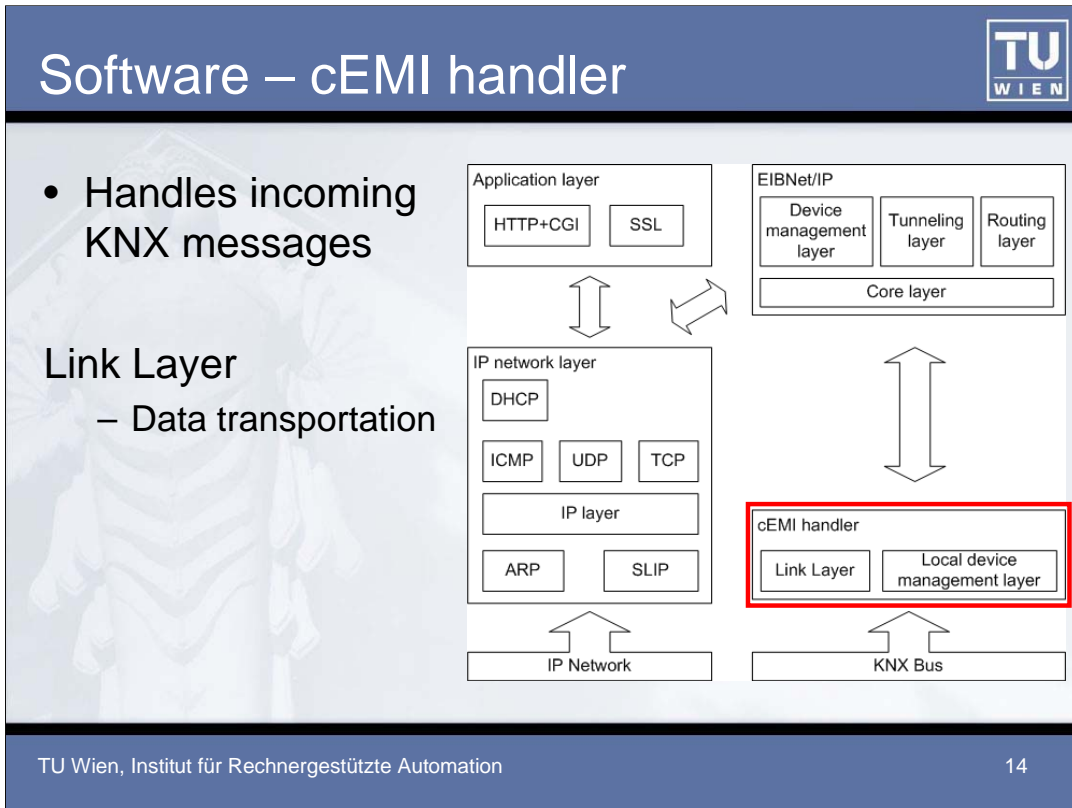 Software – cEMI handler
TU
WIEN
• Handles incoming
KNX messages
Link Layer
– Data transportation
Application layer
HTTP+CGI
SSL
EIBNet/IP
Device
management
layer
Tunneling
layer
Routing
layer
Core layer
IP network layer
DHCP
ICMP
UDP
TCP
IP layer
ARP
SLIP
IP Network
cEMI handler
Link Layer
Local device
management layer
KNX Bus
TU Wien, Institut für Rechnergestützte Automation
14